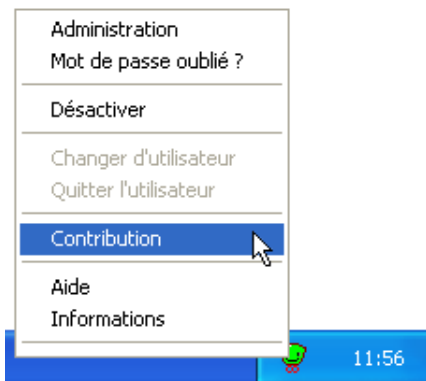 Administration
Mot de passe oublié ?
Désactiver
Changer d'utilisateur
Quitter l'utilisateur
Contribution
Aide
Informations
11:56